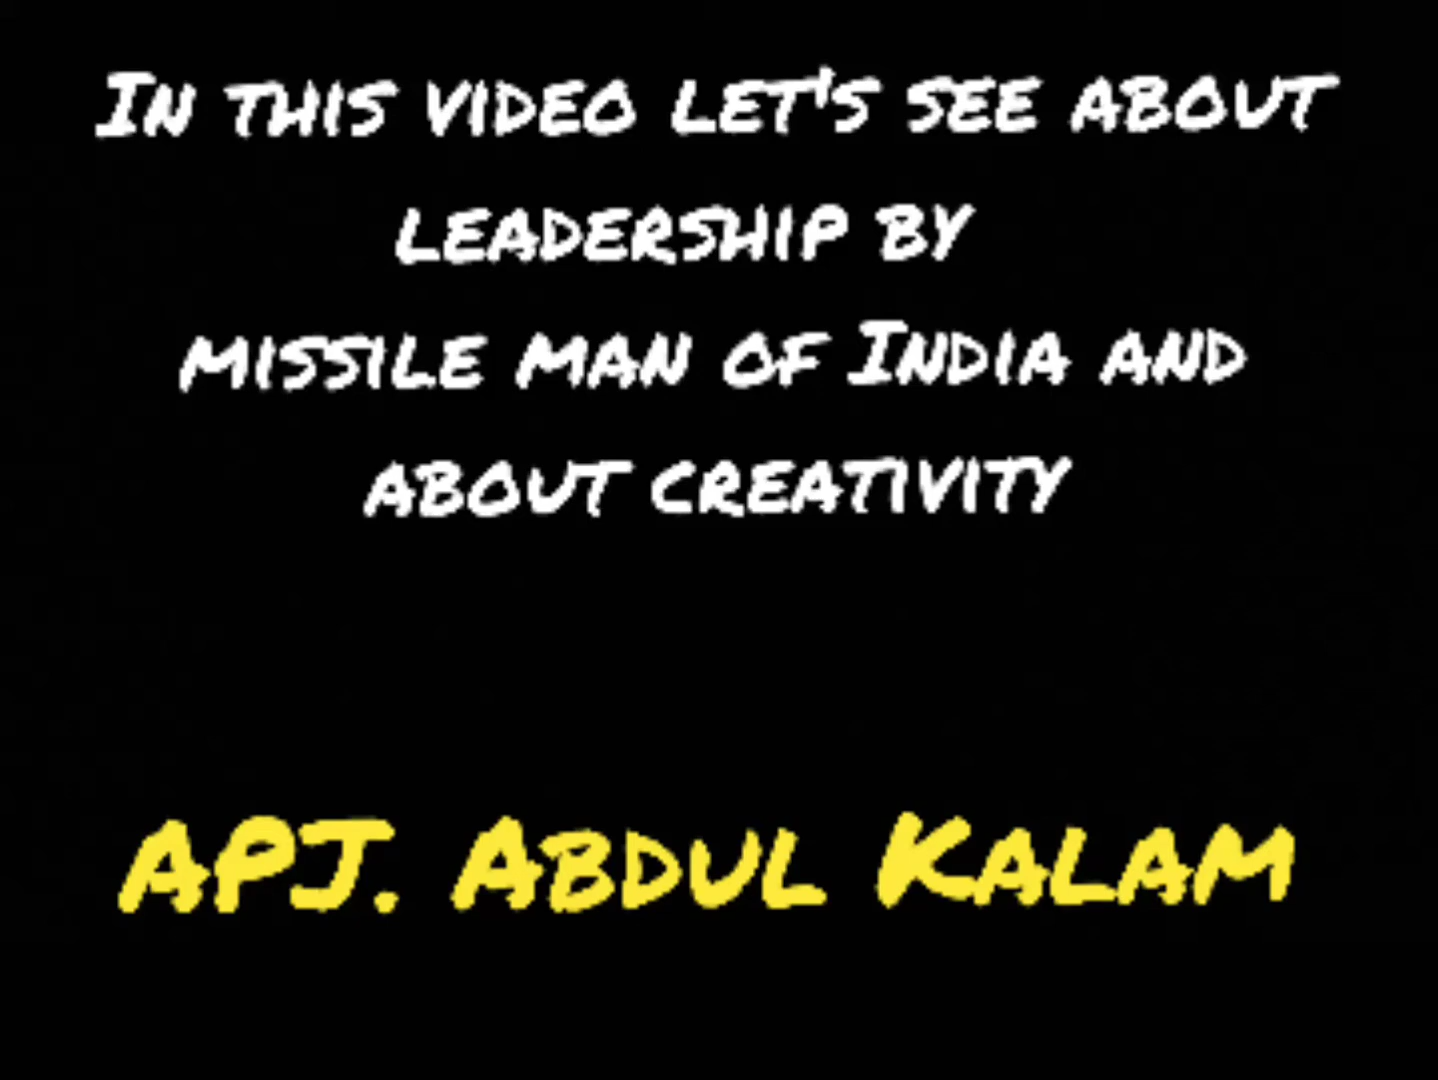 In this video let's see about
leadership by
missile man of India and
about creativity
APJ. Abdul Kalam